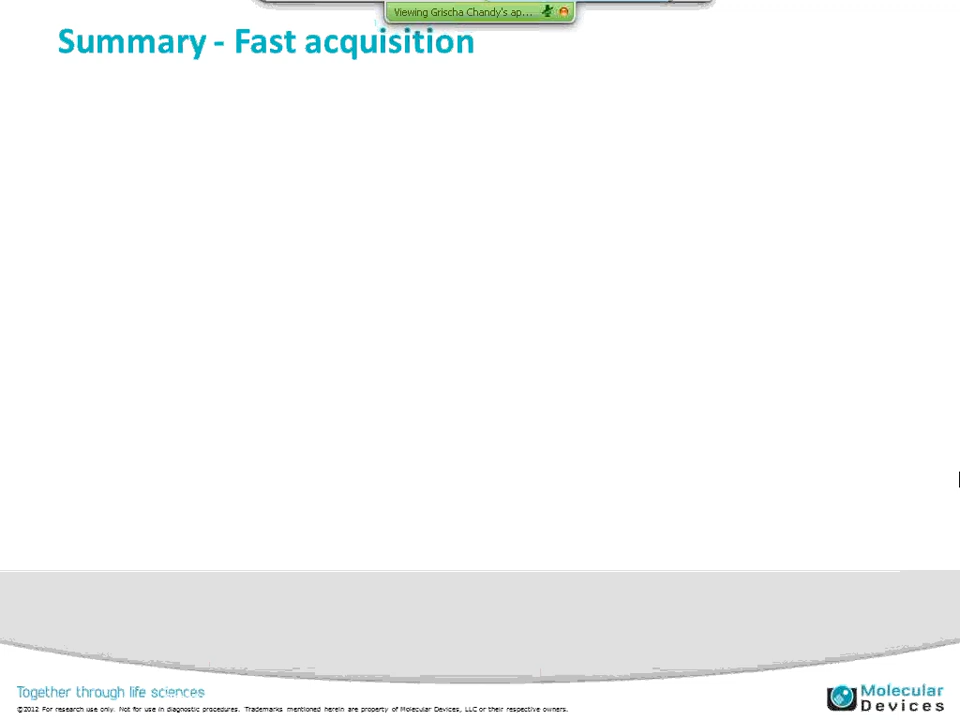 Viewing Grischa Chandy's ap...
Summary - Fast acquisition
Together through life sciences
©2012 For research use only. Not for use in diagnostic procedures. Trademarks mentioned herein are property of Molecular Devices, LLC or their respective owners.
Molecular
Devices